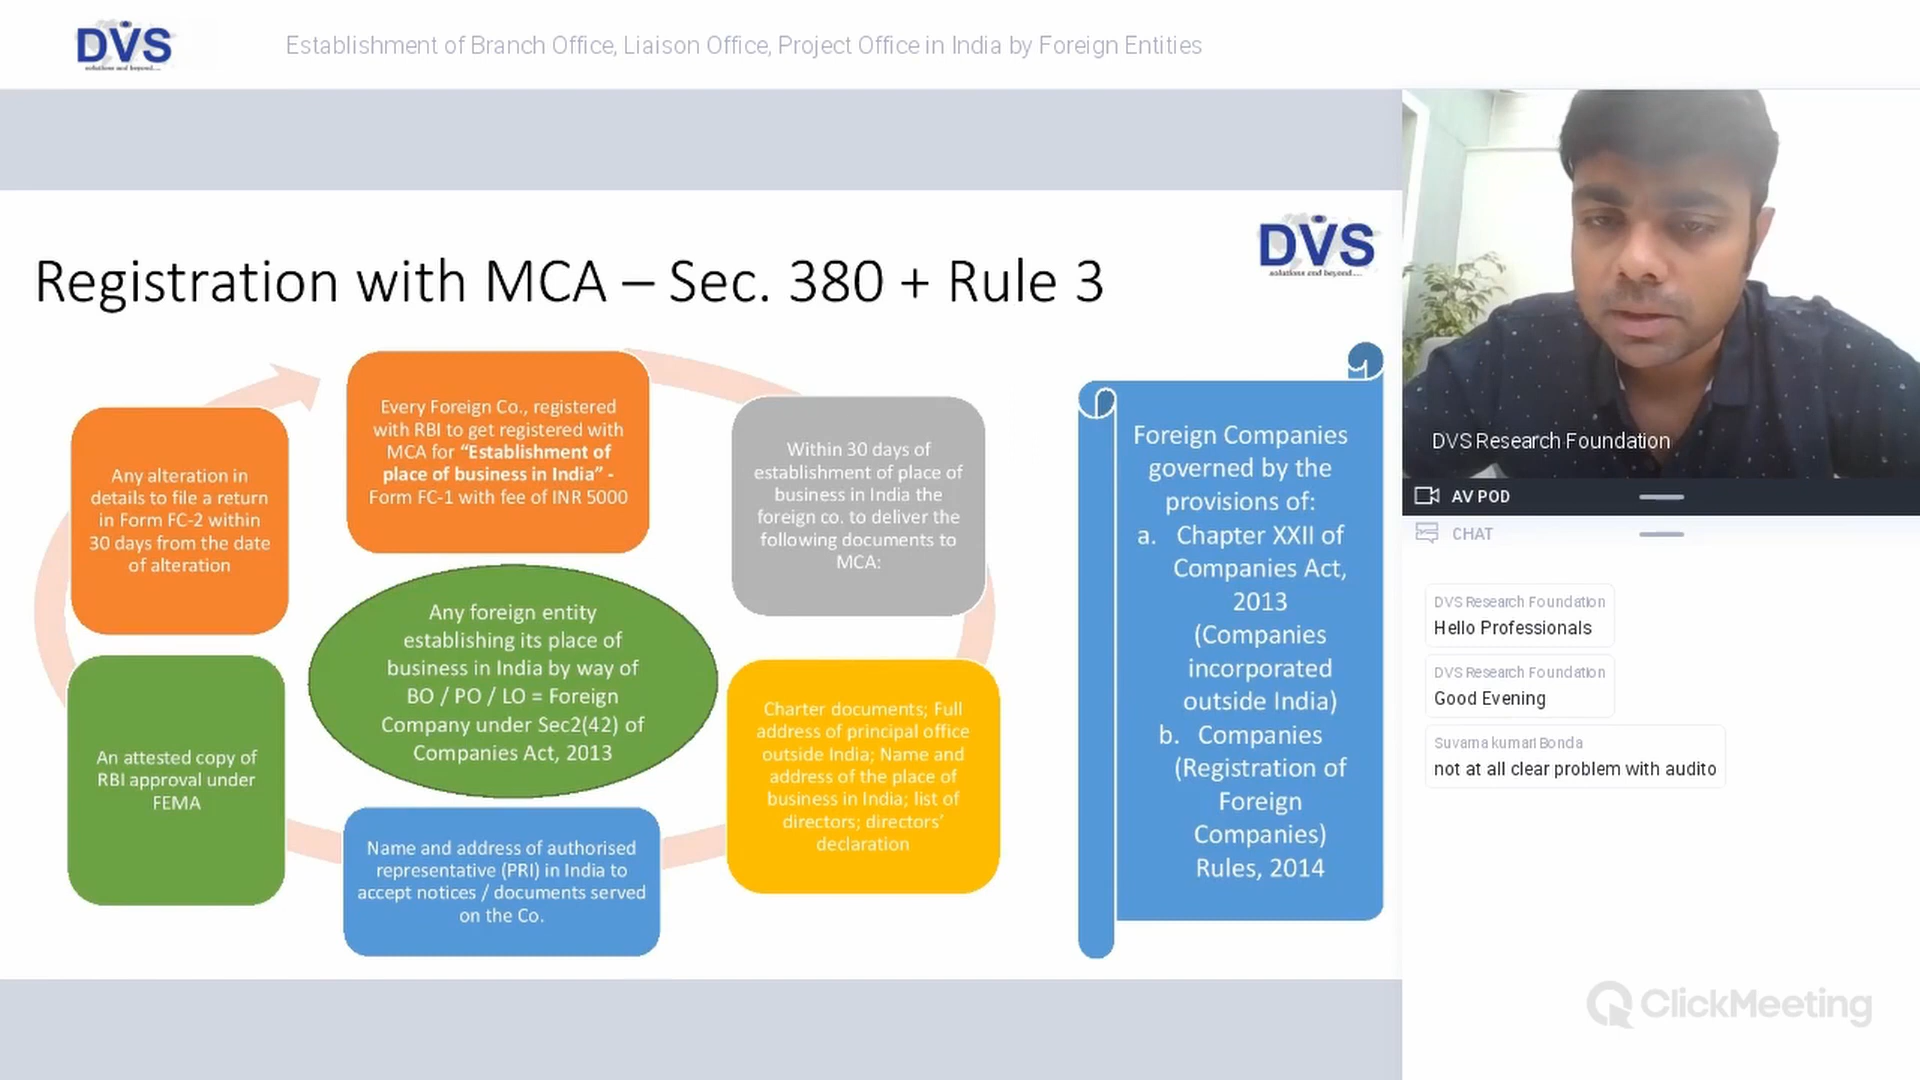 DVS
solutions and beyond....
Establishment of Branch Office, Liaison Office, Project Office in India by Foreign Entities
DVS
solutions and beyond....
Registration with MCA – Sec. 380 + Rule 3
Every Foreign Co., registered
with RBI to get registered with
MCA for “Establishment of
place of business in India” -
Form FC-1 with fee of INR 5000
Within 30 days of
establishment of place of
business in India the
foreign co. to deliver the
following documents to
MCA:
Charter documents; Full
address of principal office
outside India; Name and
address of the place of
business in India; list of
directors; directors’
declaration
Name and address of authorised
representative (PRI) in India to
accept notices / documents served
on the Co.
An attested copy of
RBI approval under
FEMA
Any alteration in
details to file a return
in Form FC-2 within
30 days from the date
of alteration
Any foreign entity
establishing its place of
business in India by way of
BO / PO / LO = Foreign
Company under Sec2(42) of
Companies Act, 2013
Foreign Companies
governed by the
provisions of:
a. Chapter XXII of
Companies Act,
2013
(Companies
incorporated
outside India)
b. Companies
(Registration of
Foreign
Companies)
Rules, 2014
DVS Research Foundation
AV POD
CHAT
DVS Research Foundation
Hello Professionals
DVS Research Foundation
Good Evening
Suvarna kumari Bonda
not at all clear problem with audito
ClickMeeting